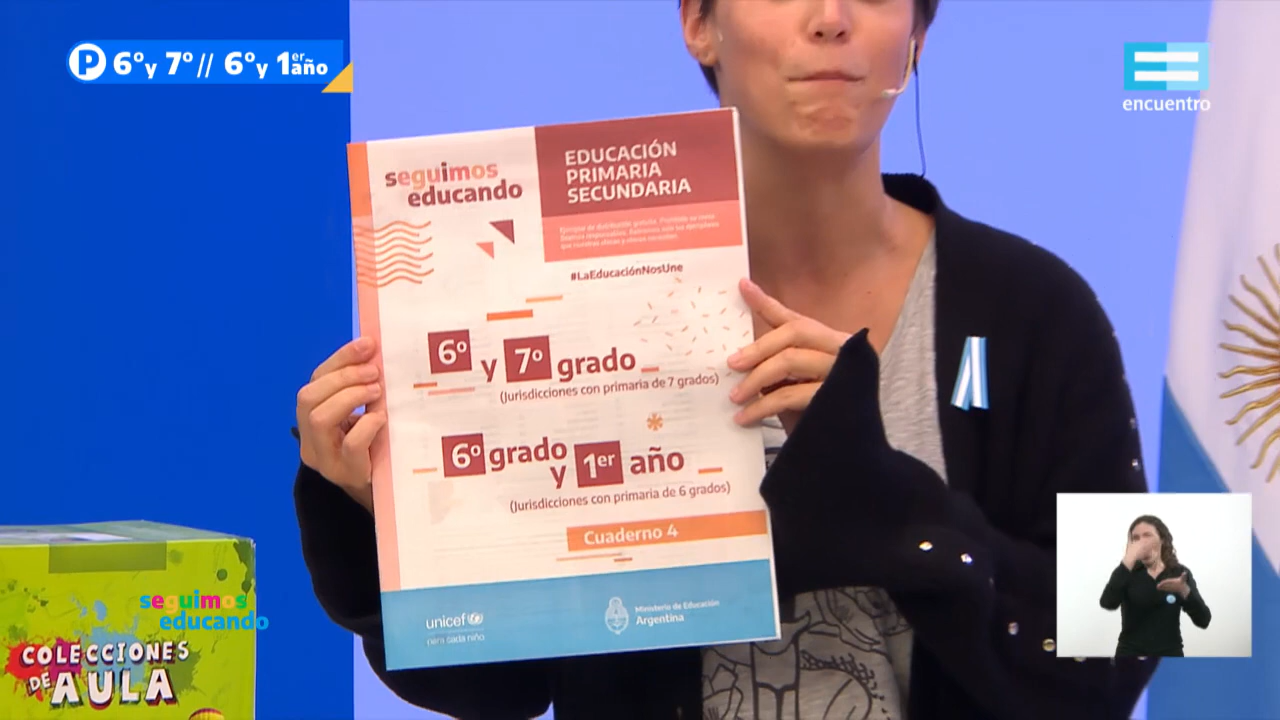 P 6º y 7º // 6º y 1er año
encuentro
seguimos
educando
EDUCACIÓN
PRIMARIA
SECUNDARIA
#LaEducaciónNosUne
6º y 7º grado
(Jurisdicciones con primaria de 7 grados)
6º grado
y 1er año
(Jurisdicciones con primaria de 6 grados)
Cuaderno 4
unicef
para cada niño
Ministerio de Educación
Argentina
seguimos
educando
COLECCIONES
DE AULA